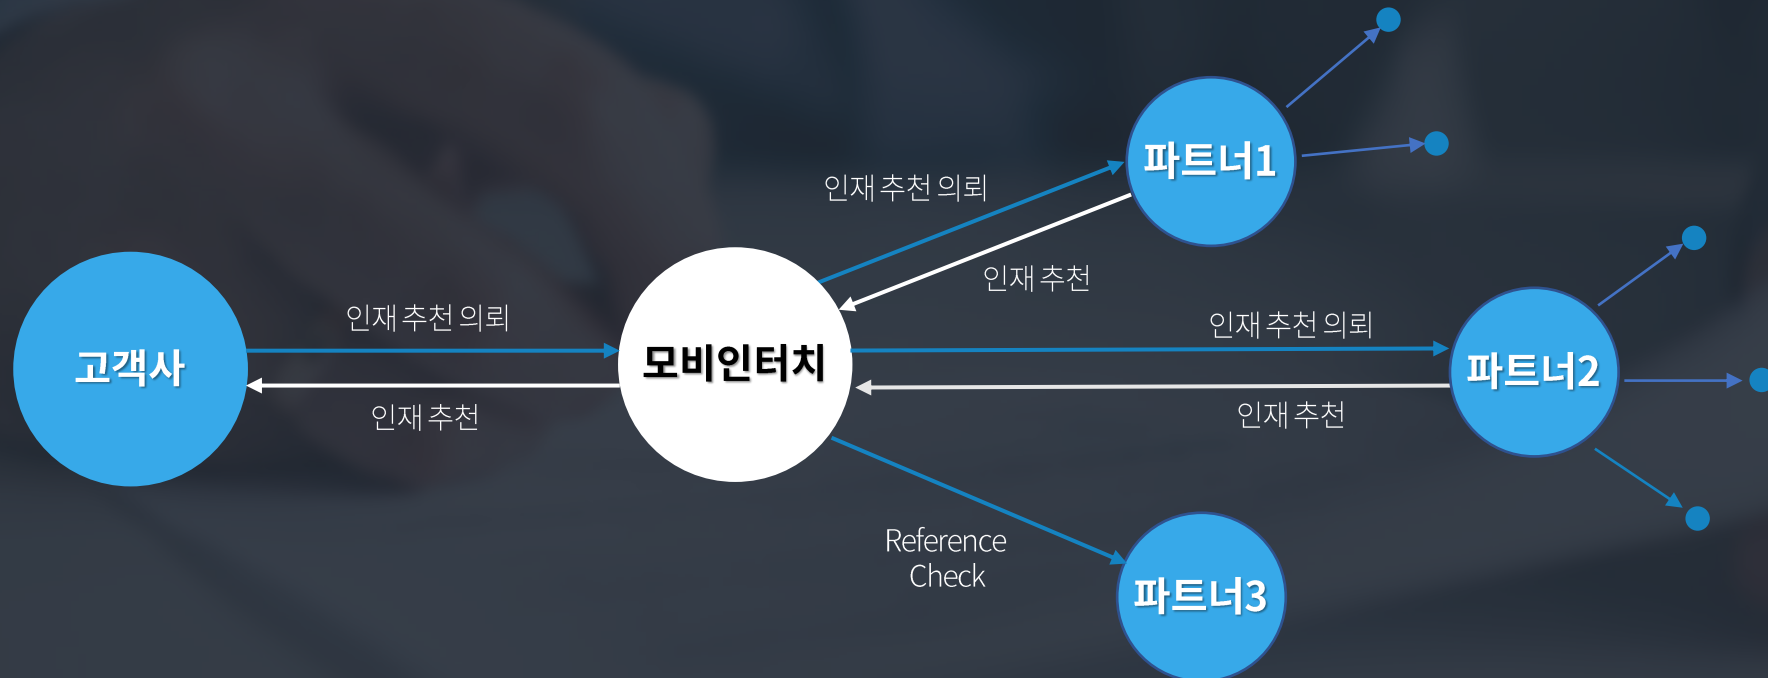 고객사
인재 추천 의뢰
인재 추천
모비인터치
인재 추천 의뢰
인재 추천
파트너1
인재 추천 의뢰
인재 추천
파트너2
Reference
Check
파트너3